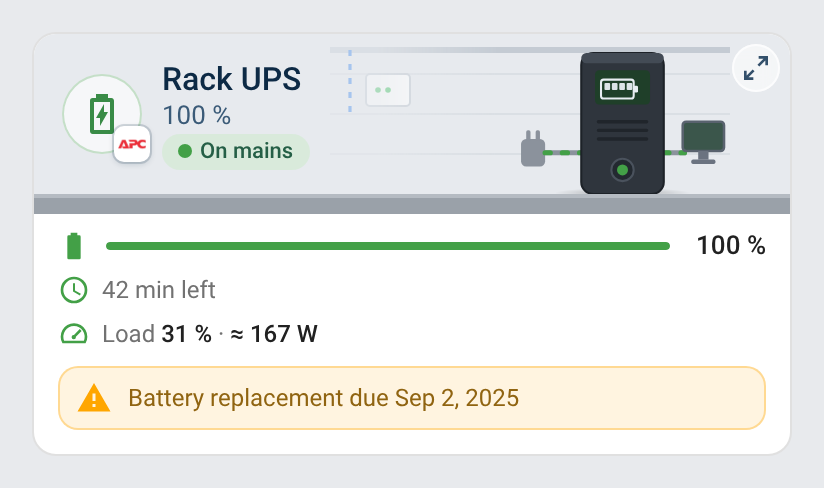 Rack UPS
100 %
APC
On mains
100 %
42 min left
Load 31 % · ≈ 167 W
Battery replacement due Sep 2, 2025